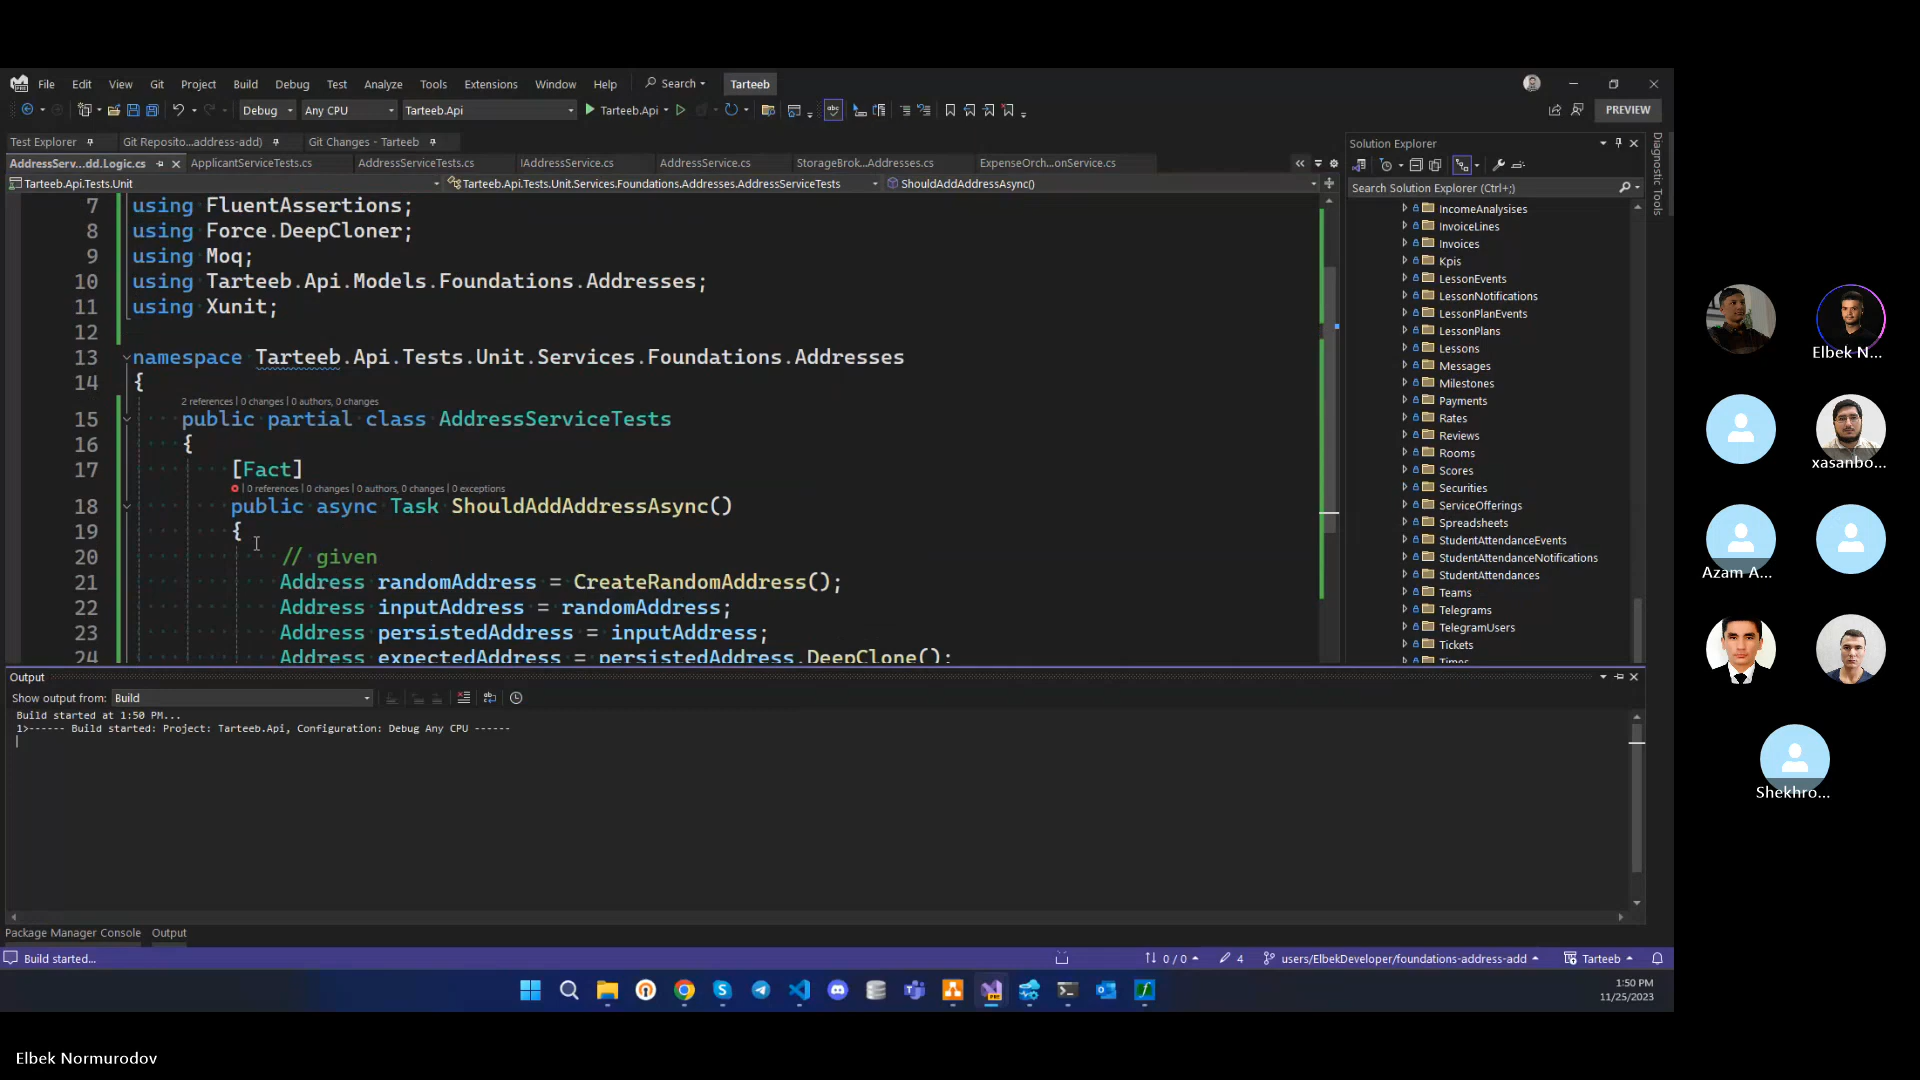 File Edit View Git Project Build Debug Test Analyze Tools Extensions Window Help Search Tarteeb
Debug Any CPU Tarteeb.Api Tarteeb.Api PREVIEW
Test Explorer Git Reposito...address-add) Git Changes - Tarteeb
AddressServ...dd.Logic.cs ApplicantServiceTests.cs AddressServiceTests.cs IAddressService.cs AddressService.cs StorageBrok...Addresses.cs ExpenseOrch...onService.cs
Tarteeb.Api.Tests.Unit Tarteeb.Api.Tests.Unit.Services.Foundations.Addresses.AddressServiceTests ShouldAddAddressAsync()
7 using FluentAssertions;
8 using Force.DeepCloner;
9 using Moq;
10 using Tarteeb.Api.Models.Foundations.Addresses;
11 using Xunit;
12
13 namespace Tarteeb.Api.Tests.Unit.Services.Foundations.Addresses
14 {
2 references | 0 changes | 0 authors, 0 changes
15 public partial class AddressServiceTests
16 {
17 [Fact]
| 0 references | 0 changes | 0 authors, 0 changes | 0 exceptions
18 public async Task ShouldAddAddressAsync()
19 {
20 // given
21 Address randomAddress = CreateRandomAddress();
22 Address inputAddress = randomAddress;
23 Address persistedAddress = inputAddress;
24 Address expectedAddress = persistedAddress.DeepClone();
Solution Explorer
Search Solution Explorer (Ctrl+;)
IncomeAnalysises
InvoiceLines
Invoices
Kpis
LessonEvents
LessonNotifications
LessonPlanEvents
LessonPlans
Lessons
Messages
Milestones
Payments
Rates
Reviews
Rooms
Scores
Securities
ServiceOfferings
Spreadsheets
StudentAttendanceEvents
StudentAttendanceNotifications
StudentAttendances
Teams
Telegrams
TelegramUsers
Tickets
Times
Diagnostic Tools
Output
Show output from: Build
Build started at 1:50 PM...
1>------ Build started: Project: Tarteeb.Api, Configuration: Debug Any CPU ------
Package Manager Console Output
Build started... 0 / 0 4 users/ElbekDeveloper/foundations-address-add Tarteeb
1:50 PM
11/25/2023
Elbek N...
xasanbo...
Azam A...
Shekhro...
Elbek Normurodov